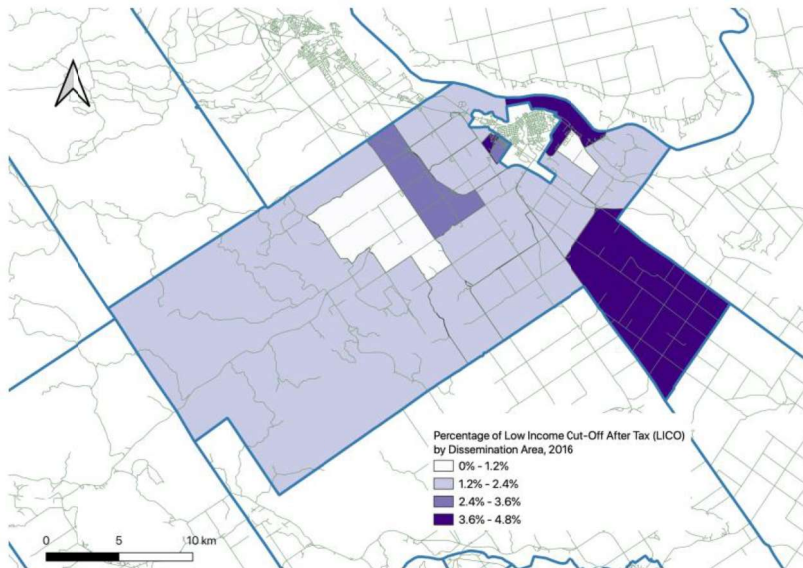 Percentage of Low Income Cut-Off After Tax (LICO)
by Dissemination Area, 2016
0% - 1.2%
1.2% - 2.4%
2.4% - 3.6%
3.6% - 4.8%
0 5 10 km